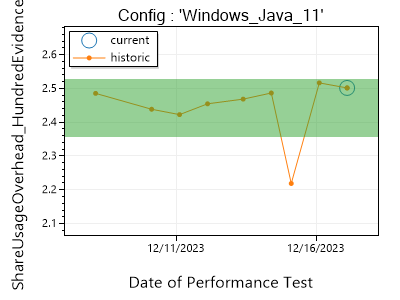 Config : 'Windows_Java_11'
current
historic
ShareUsageOverhead_HundredEvidence
2.6
2.5
2.4
2.3
2.2
2.1
12/11/2023
12/16/2023
Date of Performance Test